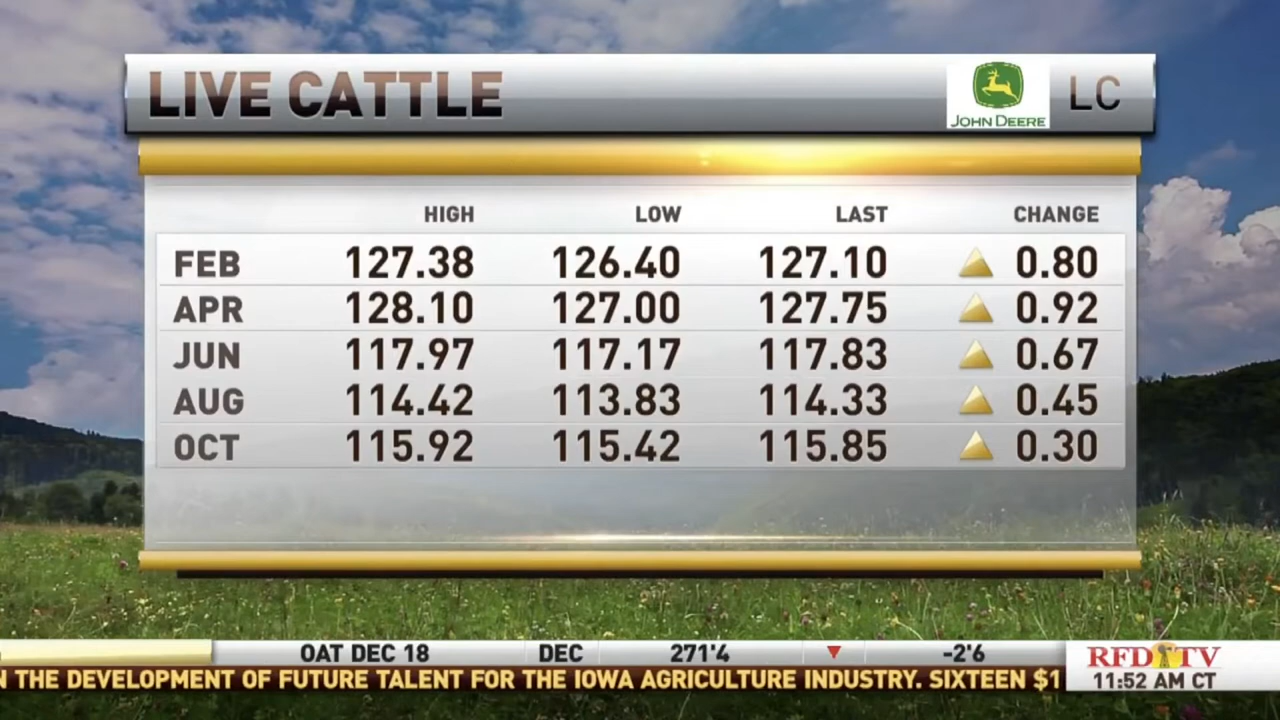 LIVE CATTLE JOHN DEERE LC
HIGH LOW LAST CHANGE
FEB 127.38 126.40 127.10 ▲ 0.80
APR 128.10 127.00 127.75 ▲ 0.92
JUN 117.97 117.17 117.83 ▲ 0.67
AUG 114.42 113.83 114.33 ▲ 0.45
OCT 115.92 115.42 115.85 ▲ 0.30
OAT DEC 18 DEC 271'4 ▼ -2'6
RFD TV
N THE DEVELOPMENT OF FUTURE TALENT FOR THE IOWA AGRICULTURE INDUSTRY. SIXTEEN $1
11:52 AM CT